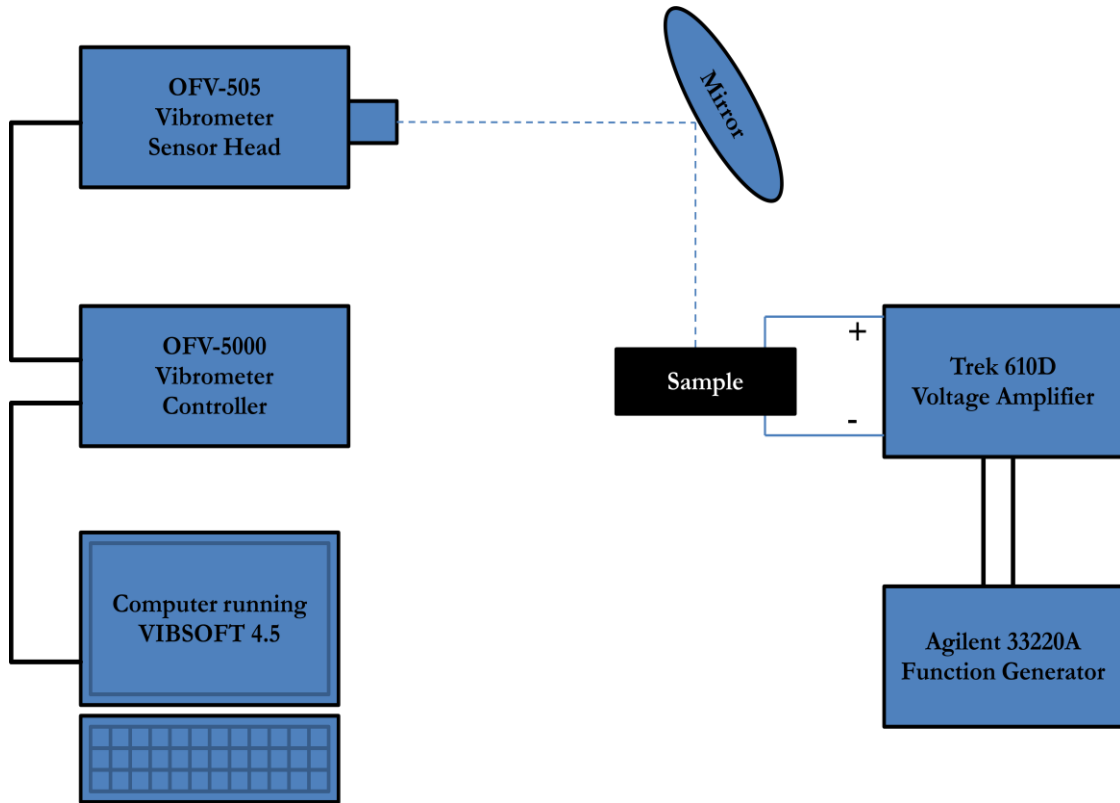 OFV-505
Vibrometer
Sensor Head
Mirror
OFV-5000
Vibrometer
Controller
Sample
+
-
Trek 610D
Voltage Amplifier
Computer running
VIBSOFT 4.5
Agilent 33220A
Function Generator